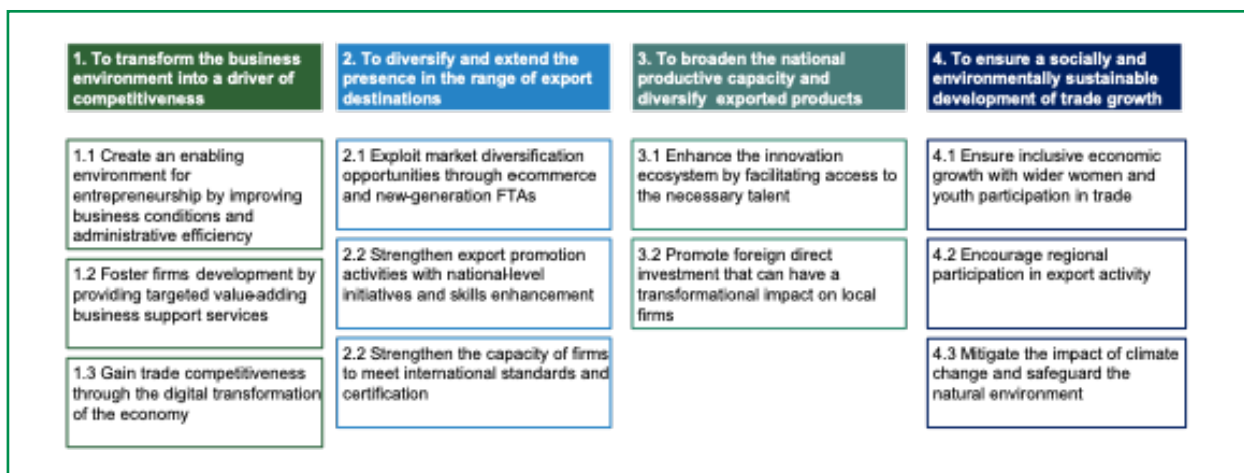 1. To transform the business
environment into a driver of
competitiveness
2. To diversify and extend the
presence in the range of export
destinations
3. To broaden the national
productive capacity and
diversify exported products
4. To ensure a socially and
environmentally sustainable
development of trade growth
1.1 Create an enabling
environment for
entrepreneurship by improving
business conditions and
administrative efficiency
1.2 Foster firms development by
providing targeted value-adding
business support services
1.3 Gain trade competitiveness
through the digital transformation
of the economy
2.1 Exploit market diversification
opportunities through ecommerce
and new-generation FTAs
2.2 Strengthen export promotion
activities with national-level
initiatives and skills enhancement
2.2 Strengthen the capacity of firms
to meet international standards and
certification
3.1 Enhance the innovation
ecosystem by facilitating access to
the necessary talent
3.2 Promote foreign direct
investment that can have a
transformational impact on local
firms
4.1 Ensure inclusive economic
growth with wider women and
youth participation in trade
4.2 Encourage regional
participation in export activity
4.3 Mitigate the impact of climate
change and safeguard the
natural environment